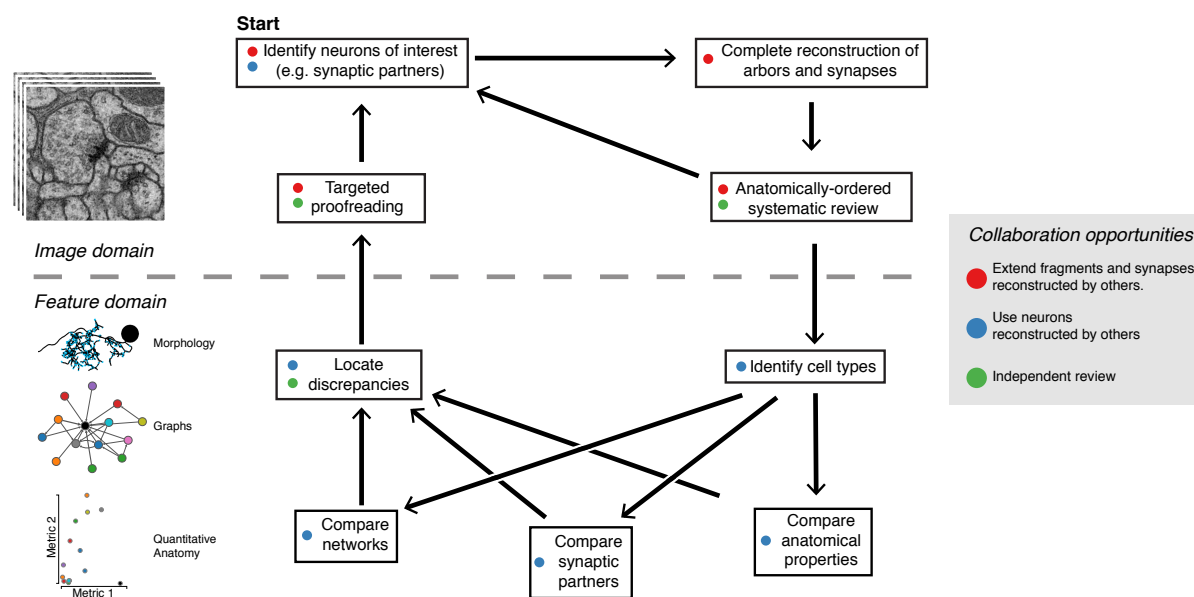 Start
Identify neurons of interest
(e.g. synaptic partners)
Complete reconstruction of
arbors and synapses
Targeted
proofreading
Anatomically-ordered
systematic review
Image domain
Feature domain
Morphology
Graphs
Quantitative
Anatomy
Metric 2
Metric 1
Locate
discrepancies
Identify cell types
Compare
networks
Compare
synaptic
partners
Compare
anatomical
properties
Collaboration opportunities
Extend fragments and synapses
reconstructed by others.
Use neurons
reconstructed by others
Independent review